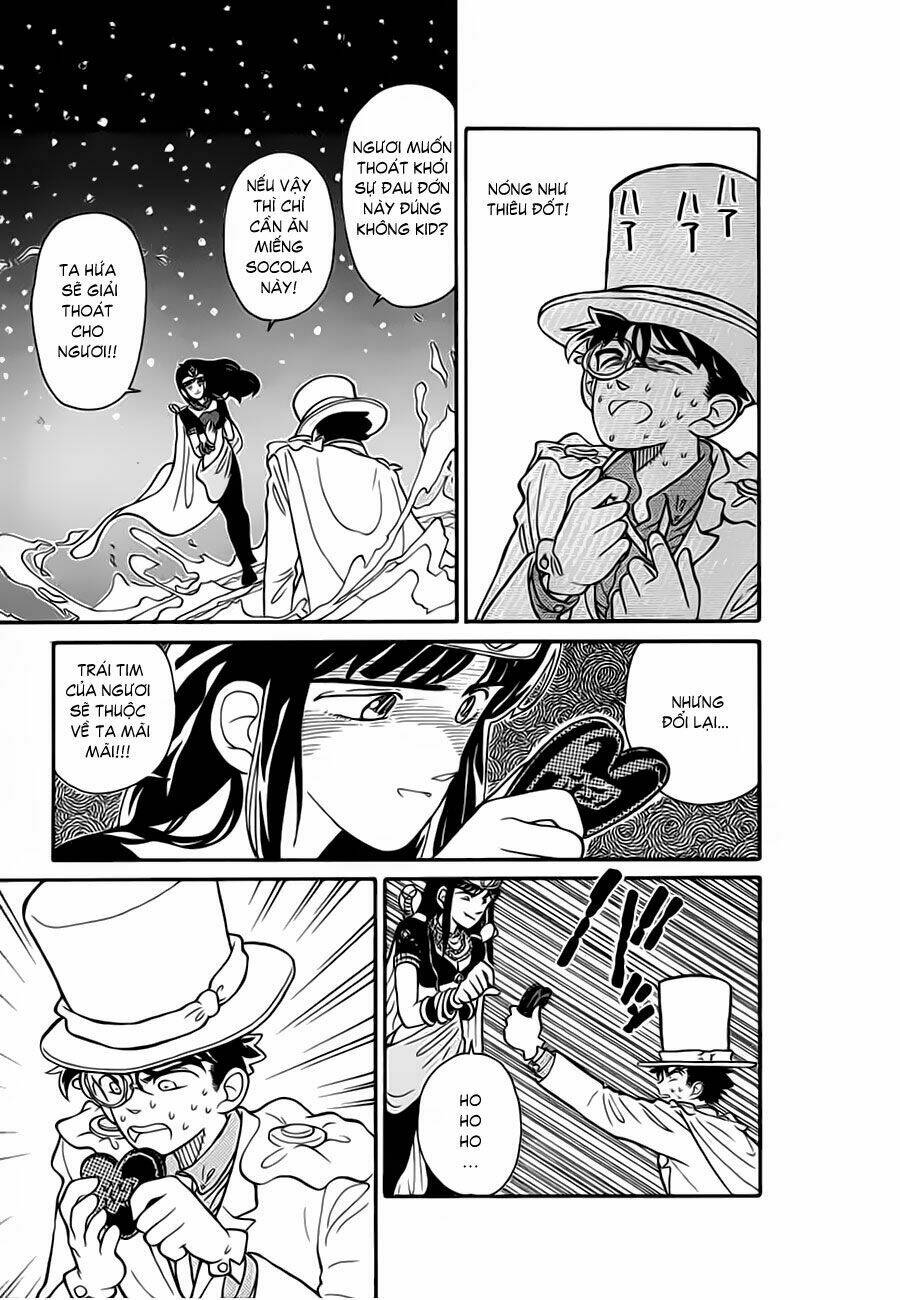 NÓNG NHƯ
THIÊU ĐỐT!
NGƯƠI MUỐN
THOÁT KHỎI
SỰ ĐAU ĐỚN
NÀY ĐÚNG
KHÔNG KID?
NẾU VẬY
THÌ CHỈ
CẦN ĂN
MIẾNG
SOCOLA
NÀY!
TA HỨA
SẼ GIẢI
THOÁT
CHO
NGƯƠI!!
NHƯNG
ĐỔI LẠI...
TRÁI TIM
CỦA NGƯƠI
SẼ THUỘC
VỀ TA MÃI
MÃI!!!
HO
HO
HO
...